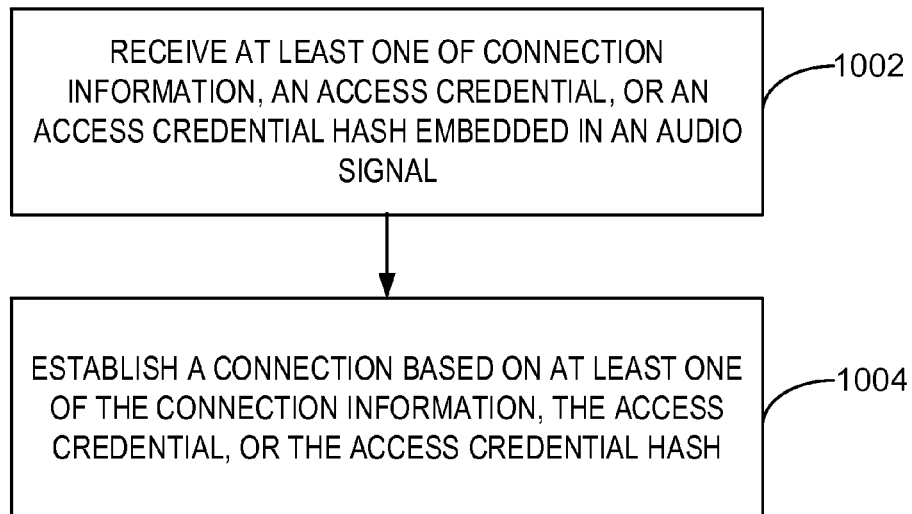 RECEIVE AT LEAST ONE OF CONNECTION
INFORMATION, AN ACCESS CREDENTIAL, OR AN
ACCESS CREDENTIAL HASH EMBEDDED IN AN AUDIO
SIGNAL
1002
ESTABLISH A CONNECTION BASED ON AT LEAST ONE
OF THE CONNECTION INFORMATION, THE ACCESS
CREDENTIAL, OR THE ACCESS CREDENTIAL HASH
1004